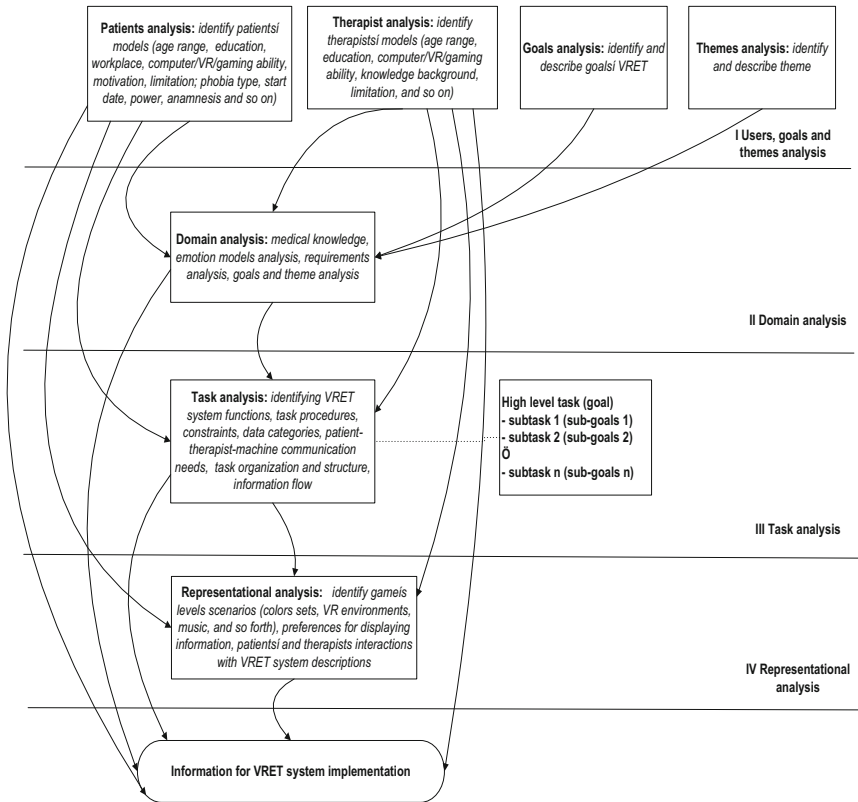 Patients analysis: identify patientsí
models (age range, education,
workplace, computer/VR/gaming ability,
motivation, limitation; phobia type, start
date, power, anamnesis and so on)
Therapist analysis: identify
therapistsí models (age range,
education, computer/VR/gaming
ability, knowledge background,
limitation, and so on)
Goals analysis: identify and
describe goalsí VRET
Themes analysis: identify
and describe theme
I Users, goals and
themes analysis
Domain analysis: medical knowledge,
emotion models analysis, requirements
analysis, goals and theme analysis
II Domain analysis
Task analysis: identifying VRET
system functions, task procedures,
constraints, data categories, patient-
therapist-machine communication
needs, task organization and structure,
information flow
High level task (goal)
- subtask 1 (sub-goals 1)
- subtask 2 (sub-goals 2)
Ö
- subtask n (sub-goals n)
III Task analysis
Representational analysis: identify gameís
levels scenarios (colors sets, VR environments,
music, and so forth), preferences for displaying
information, patientsí and therapists interactions
with VRET system descriptions
IV Representational
analysis
Information for VRET system implementation